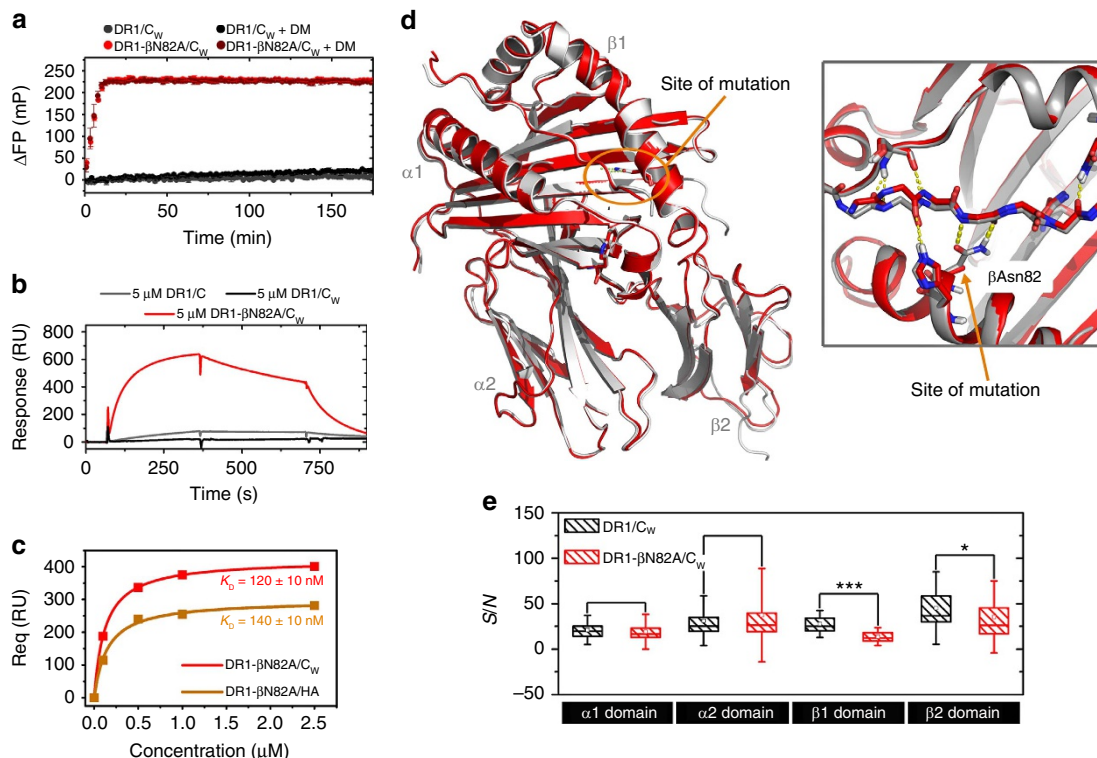 a
DR1/CW DR1/CW + DM
DR1-βN82A/CW DR1-βN82A/CW + DM
ΔFP (mP)
250
200
150
100
50
0
0 50 100 150
Time (min)
b
5 μM DR1/C 5 μM DR1/CW
5 μM DR1-βN82A/CW
Response (RU)
800
600
400
200
0
0 250 500 750
Time (s)
c
Req (RU)
400
300
200
100
0
KD = 120 ± 10 nM
KD = 140 ± 10 nM
DR1-βN82A/CW
DR1-βN82A/HA
0.0 0.5 1.0 1.5 2.0 2.5
Concentration (μM)
d
β1
Site of mutation
α1
α2
β2
βAsn82
Site of mutation
e
S/N
150
100
50
0
–50
DR1/CW
DR1-βN82A/CW
***
*
α1 domain α2 domain β1 domain β2 domain